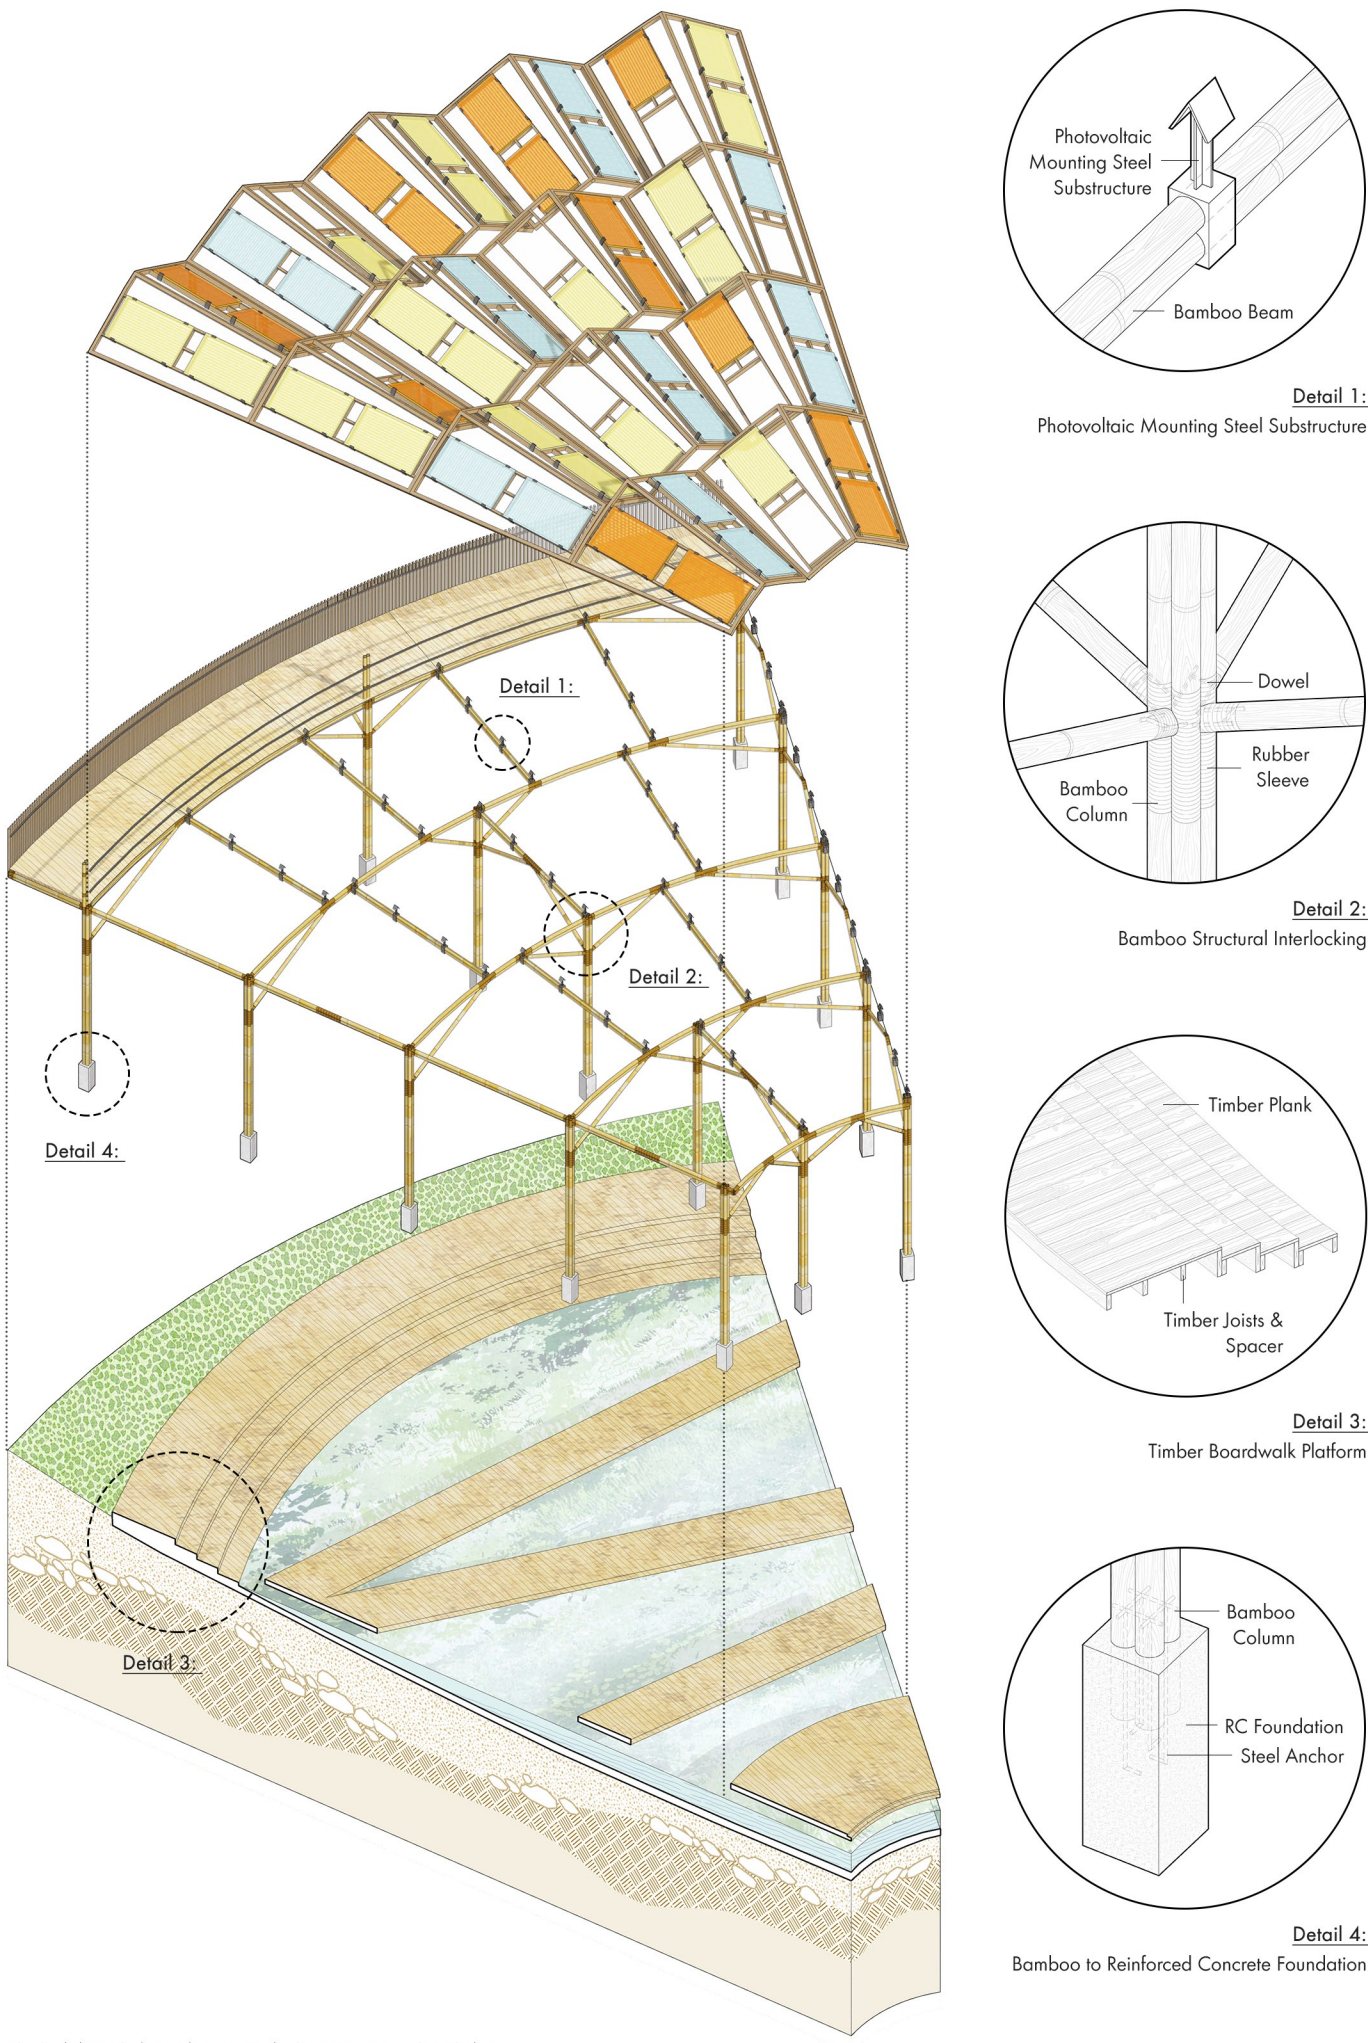 Photovoltaic
Mounting Steel
Substructure
Bamboo Beam
Detail 1:
Photovoltaic Mounting Steel Substructure
Detail 1:
Dowel
Rubber
Sleeve
Bamboo
Column
Detail 2:
Bamboo Structural Interlocking
Detail 2:
Detail 4:
Timber Plank
Timber Joists &
Spacer
Detail 3:
Timber Boardwalk Platform
Detail 3:
Bamboo
Column
RC Foundation
Steel Anchor
Detail 4:
Bamboo to Reinforced Concrete Foundation